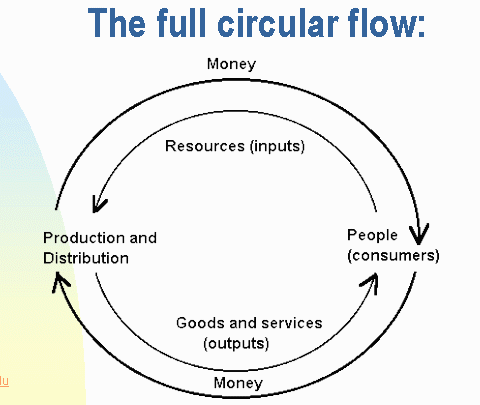 The full circular flow:
Money
Resources (inputs)
Production and
Distribution
People
(consumers)
Goods and services
(outputs)
Money